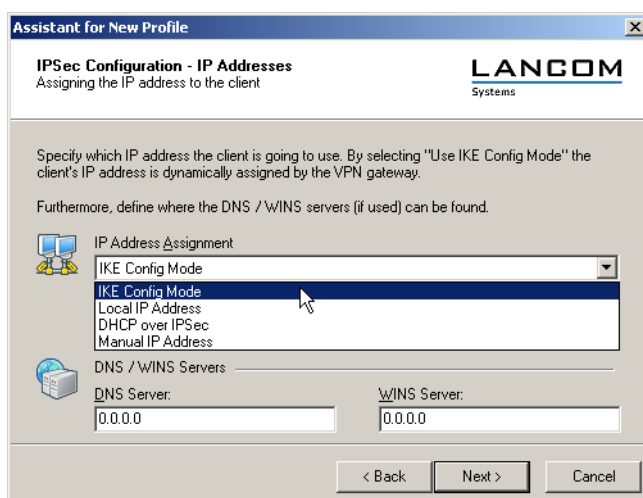 Assistant for New Profile
IPSec Configuration - IP Addresses
Assigning the IP address to the client
LANCOM
Systems
Specify which IP address the client is going to use. By selecting "Use IKE Config Mode" the
client's IP address is dynamically assigned by the VPN gateway.
Furthermore, define where the DNS / WINS servers (if used) can be found.
IP Address Assignment
IKE Config Mode
IKE Config Mode
Local IP Address
DHCP over IPSec
Manual IP Address
DNS / WINS Servers
DNS Server: WINS Server:
0.0.0.0 0.0.0.0
< Back Next > Cancel